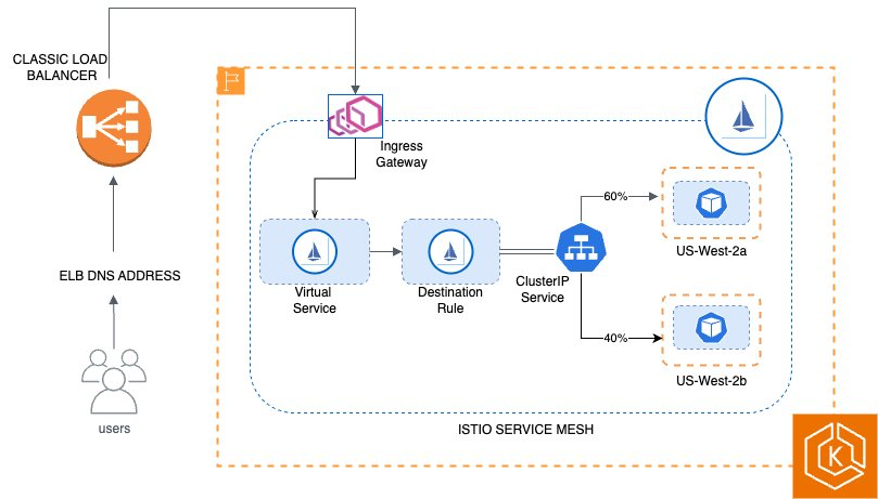 CLASSIC LOAD
BALANCER
Ingress
Gateway
60%
US-West-2a
ELB DNS ADDRESS
ClusterIP
Service
Virtual
Service
Destination
Rule
40%
US-West-2b
users
ISTIO SERVICE MESH
K